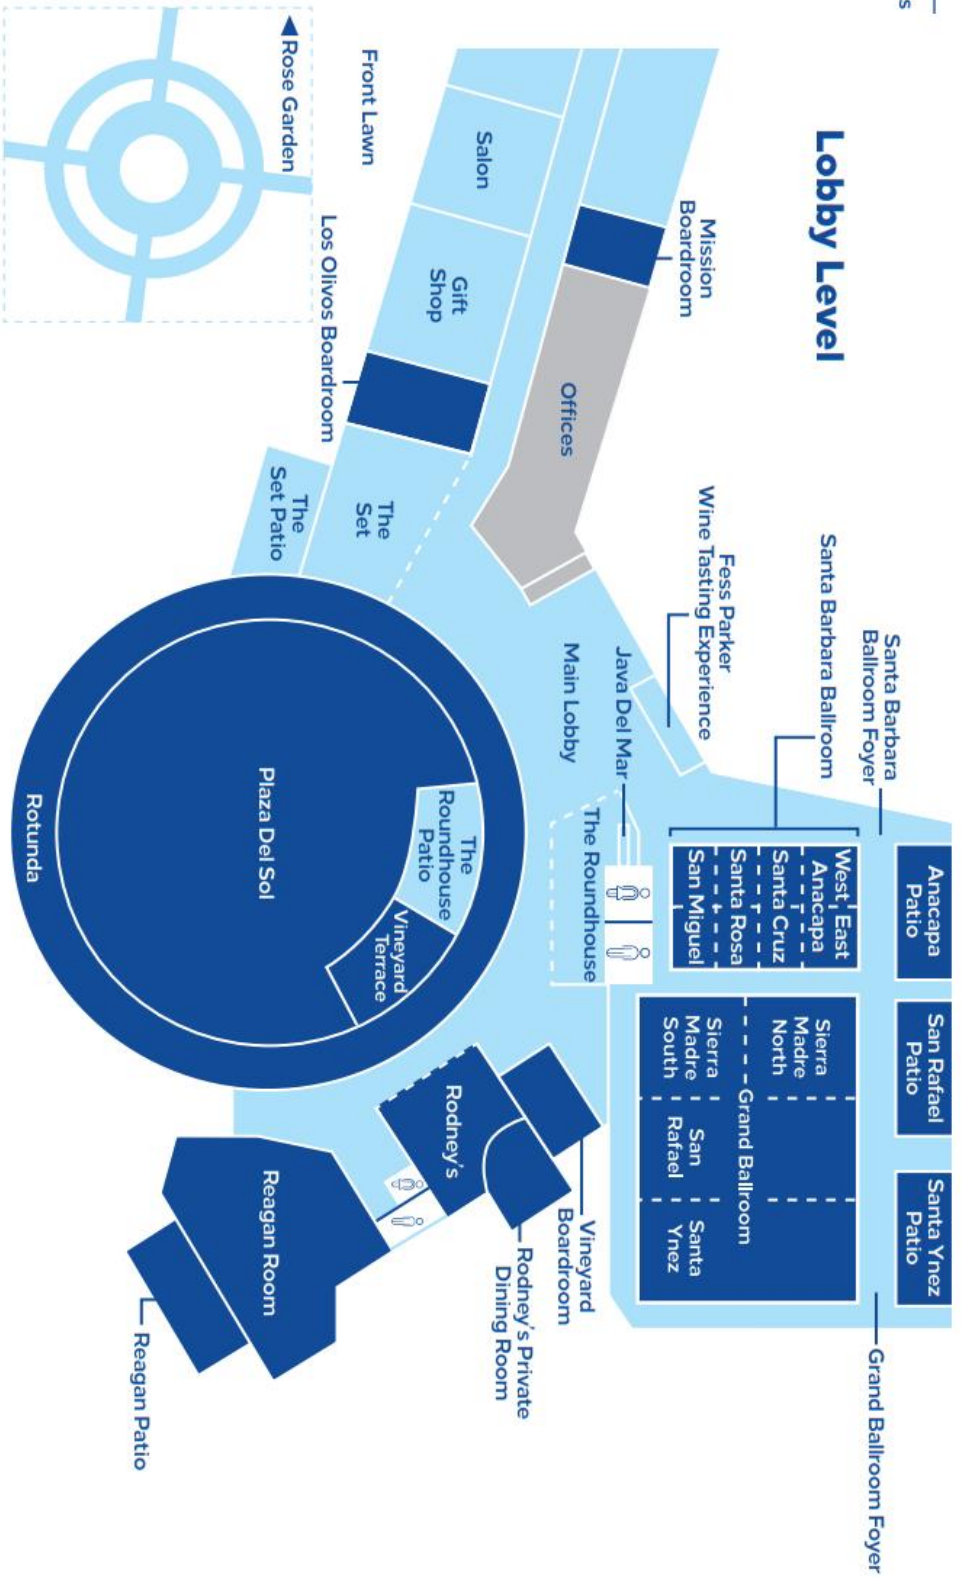 s
Lobby Level
Santa Barbara
Ballroom Foyer
Santa Barbara Ballroom
Fess Parker
Wine Tasting Experience
Mission
Boardroom
Java Del Mar
Main Lobby
Offices
Salon
Gift
Shop
Front Lawn
Rose Garden
Los Olivos Boardroom
The
Set
The
Set Patio
Anacapa
Patio
San Rafael
Patio
Santa Ynez
Patio
West East
Anacapa
Santa Cruz
Santa Rosa
San Miguel
Sierra
Madre
North
Grand Ballroom
Sierra
Madre
South
San
Rafael
Santa
Ynez
Grand Ballroom Foyer
The Roundhouse
The
Roundhouse
Patio
Vineyard
Terrace
Plaza Del Sol
Rotunda
Rodney's
Vineyard
Boardroom
Rodney's Private
Dining Room
Reagan Room
Reagan Patio